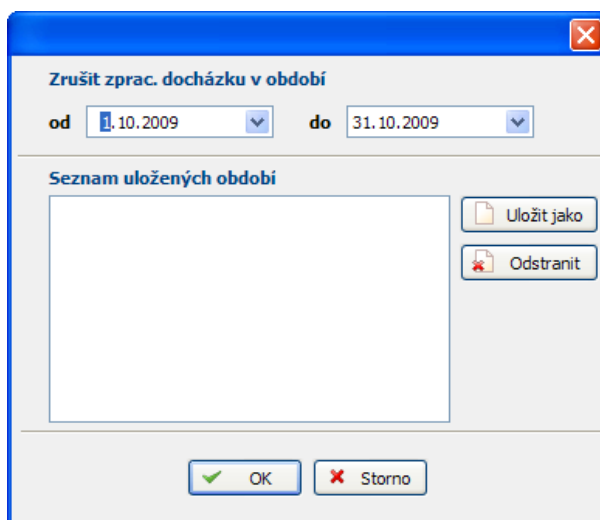 Zrušit zprac. docházku v období
od 1.10.2009 do 31.10.2009
Seznam uložených období
Uložit jako
Odstranit
OK Storno